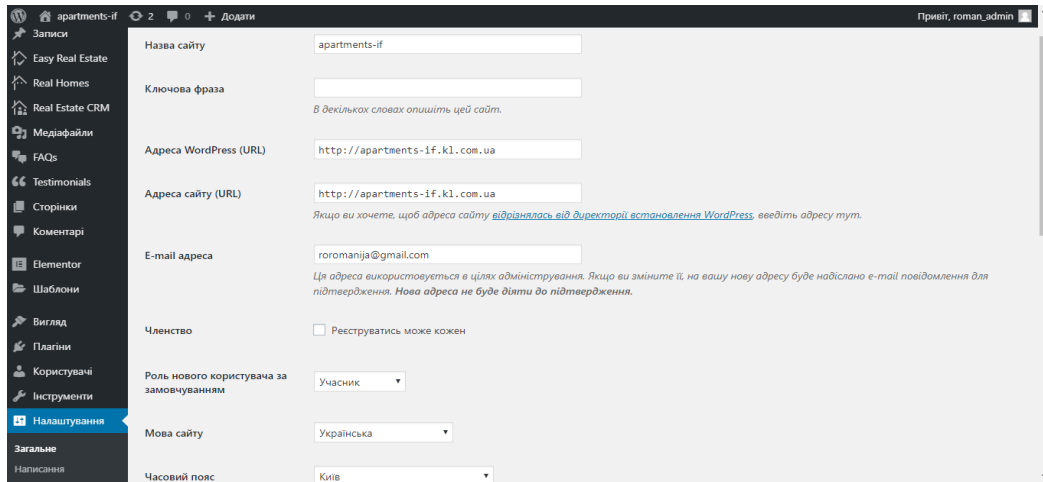 apartments-if 2 0 + Додати Привіт, roman_admin
Записи
Easy Real Estate
Real Homes
Real Estate CRM
Медіафайли
FAQs
Testimonials
Сторінки
Коментарі
Elementor
Шаблони
Вигляд
Плагіни
Користувачі
Інструменти
Налаштування
Загальне
Написання
Назва сайту apartments-if
Ключова фраза
В декількох словах опишіть цей сайт.
Адреса WordPress (URL) http://apartments-if.kl.com.ua
Адреса сайту (URL) http://apartments-if.kl.com.ua
Якщо ви хочете, щоб адреса сайту відрізнялась від директорії встановлення WordPress, введіть адресу тут.
E-mail адреса roromanija@gmail.com
Ця адреса використовується в цілях адміністрування. Якщо ви зміните її, на вашу нову адресу буде надіслано e-mail повідомлення для
підтвердження. Нова адреса не буде діяти до підтвердження.
Членство Реєструватись може кожен
Роль нового користувача за
замовчуванням Учасник
Мова сайту Українська
Часовий пояс Київ